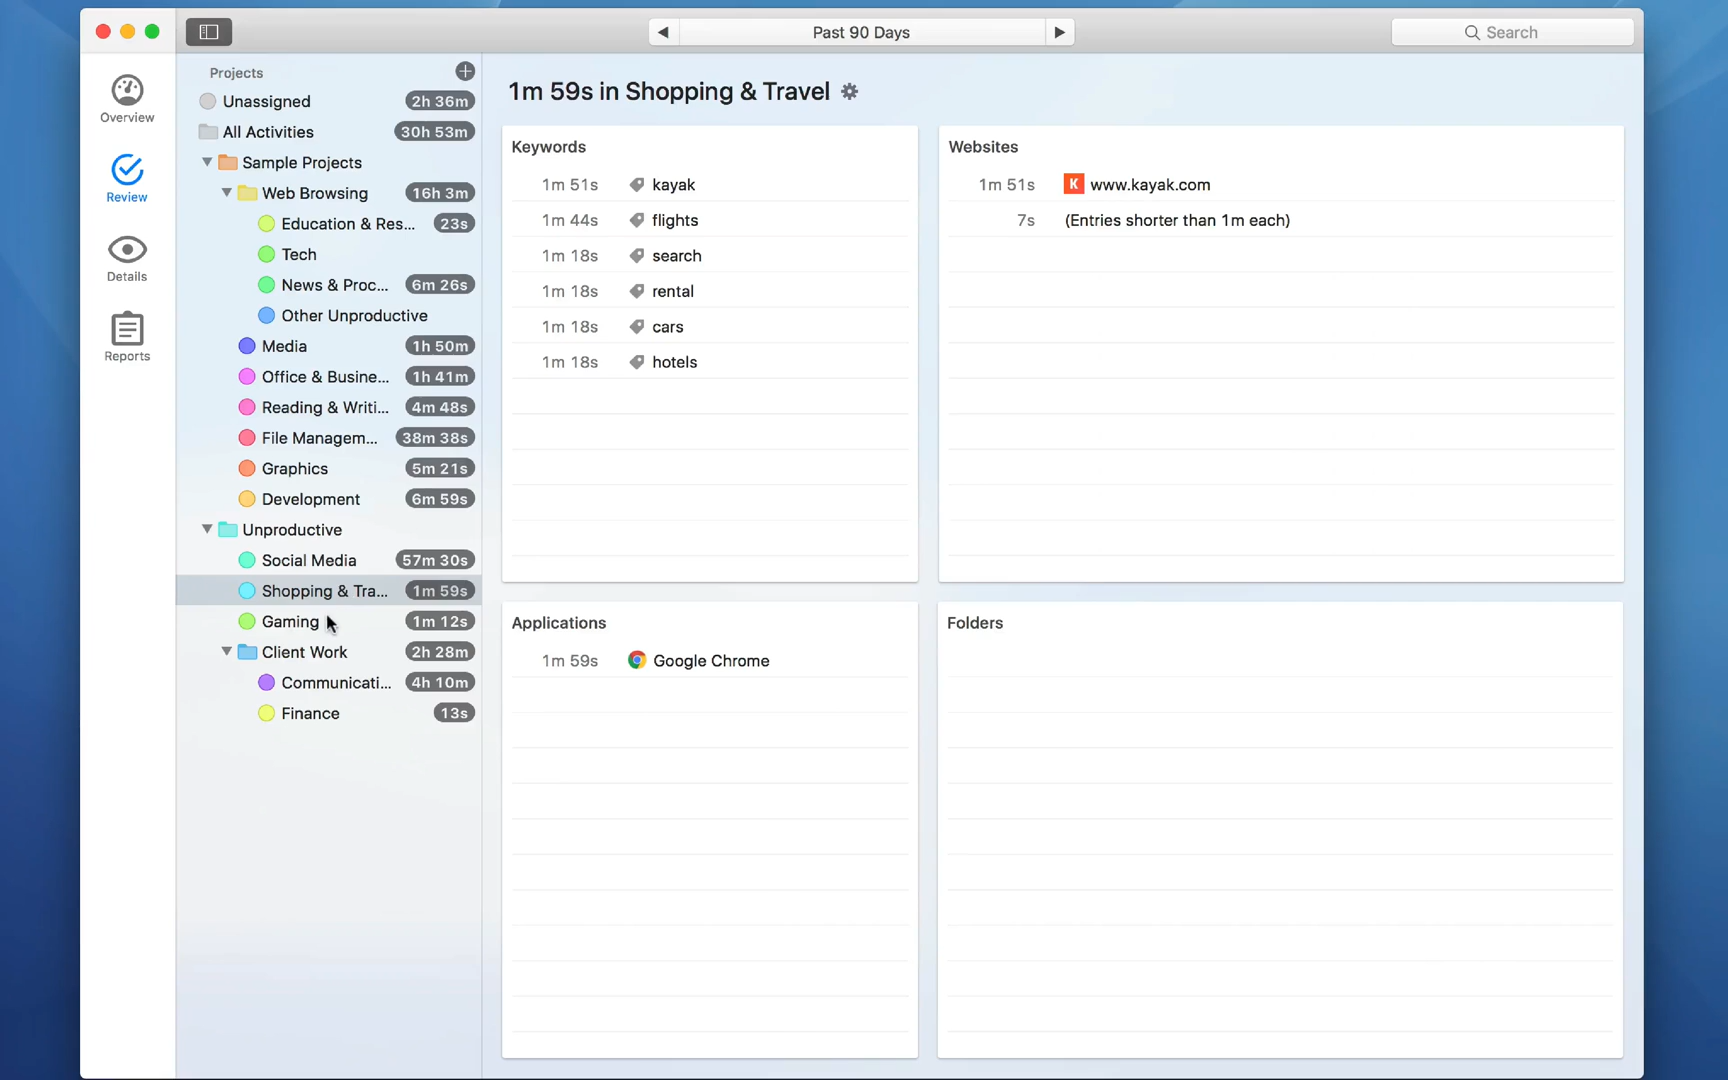 Past 90 Days
Search
Overview
Review
Details
Reports
Projects
Unassigned 2h 36m
All Activities 30h 53m
Sample Projects
Web Browsing 16h 3m
Education & Res... 23s
Tech
News & Proc... 6m 26s
Other Unproductive
Media 1h 50m
Office & Busine... 1h 41m
Reading & Writi... 4m 48s
File Managem... 38m 38s
Graphics 5m 21s
Development 6m 59s
Unproductive
Social Media 57m 30s
Shopping & Tra... 1m 59s
Gaming 1m 12s
Client Work 2h 28m
Communicati... 4h 10m
Finance 13s
1m 59s in Shopping & Travel
Keywords
1m 51s kayak
1m 44s flights
1m 18s search
1m 18s rental
1m 18s cars
1m 18s hotels
Websites
1m 51s K www.kayak.com
7s (Entries shorter than 1m each)
Applications
1m 59s Google Chrome
Folders